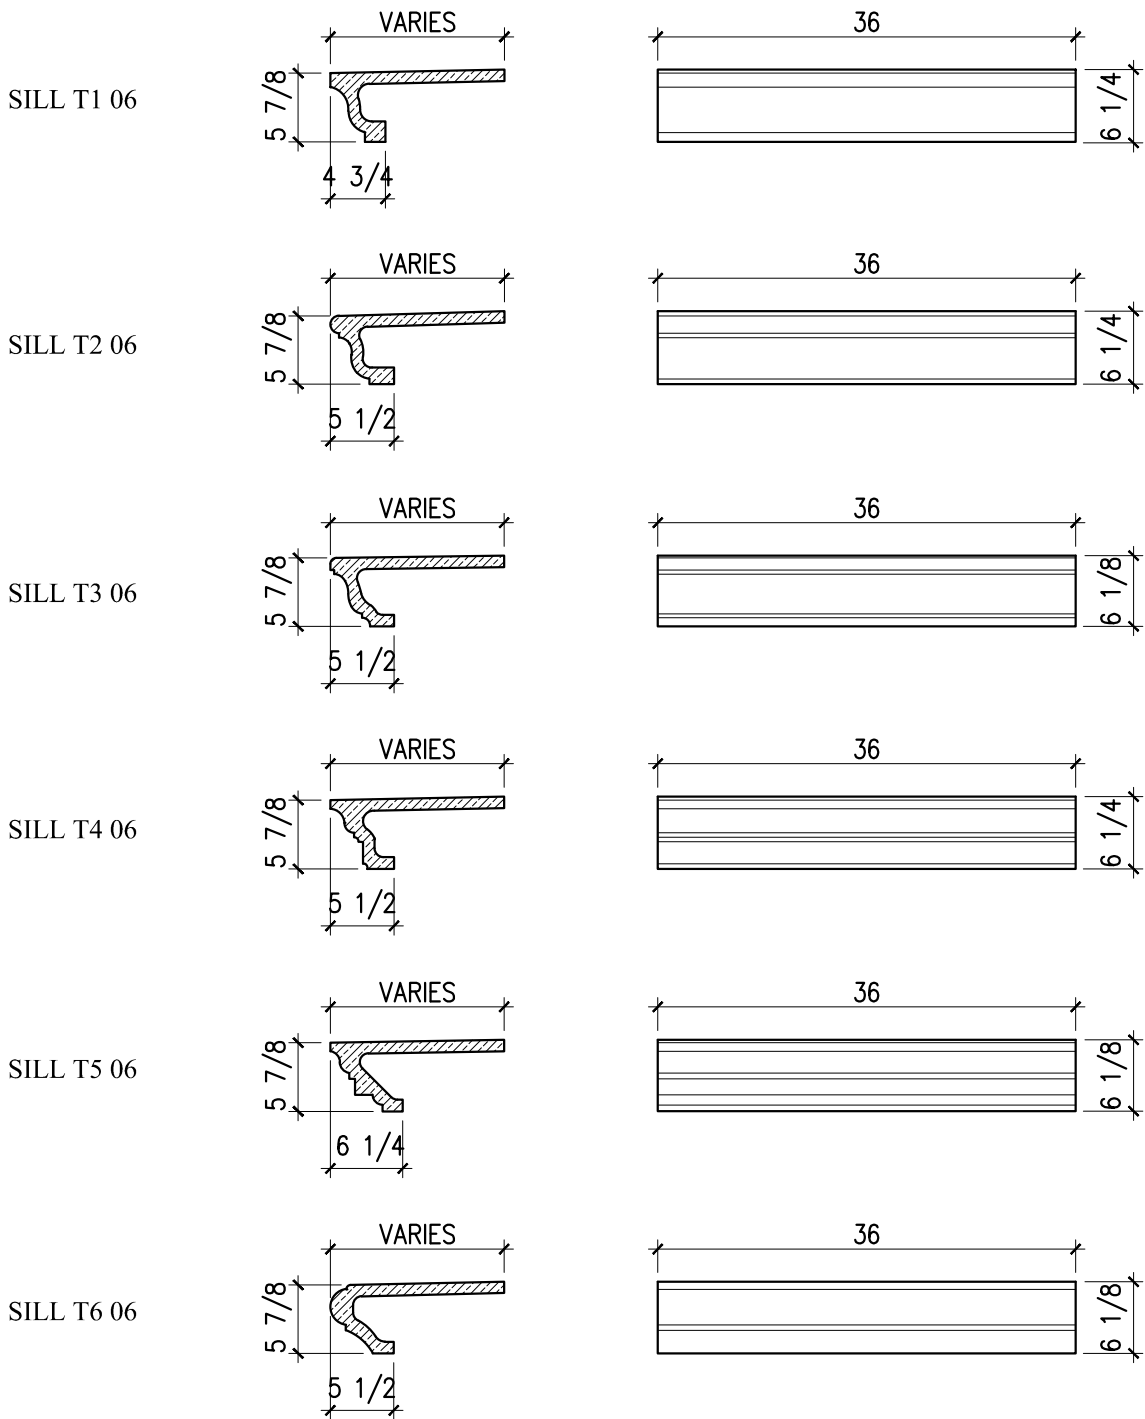 VARIES 36
SILL T1 06 5 7/8 6 1/4
4 3/4
VARIES 36
SILL T2 06 5 7/8 6 1/4
5 1/2
VARIES 36
SILL T3 06 5 7/8 6 1/8
5 1/2
VARIES 36
SILL T4 06 5 7/8 6 1/4
5 1/2
VARIES 36
SILL T5 06 5 7/8 6 1/8
6 1/4
VARIES 36
SILL T6 06 5 7/8 6 1/8
5 1/2